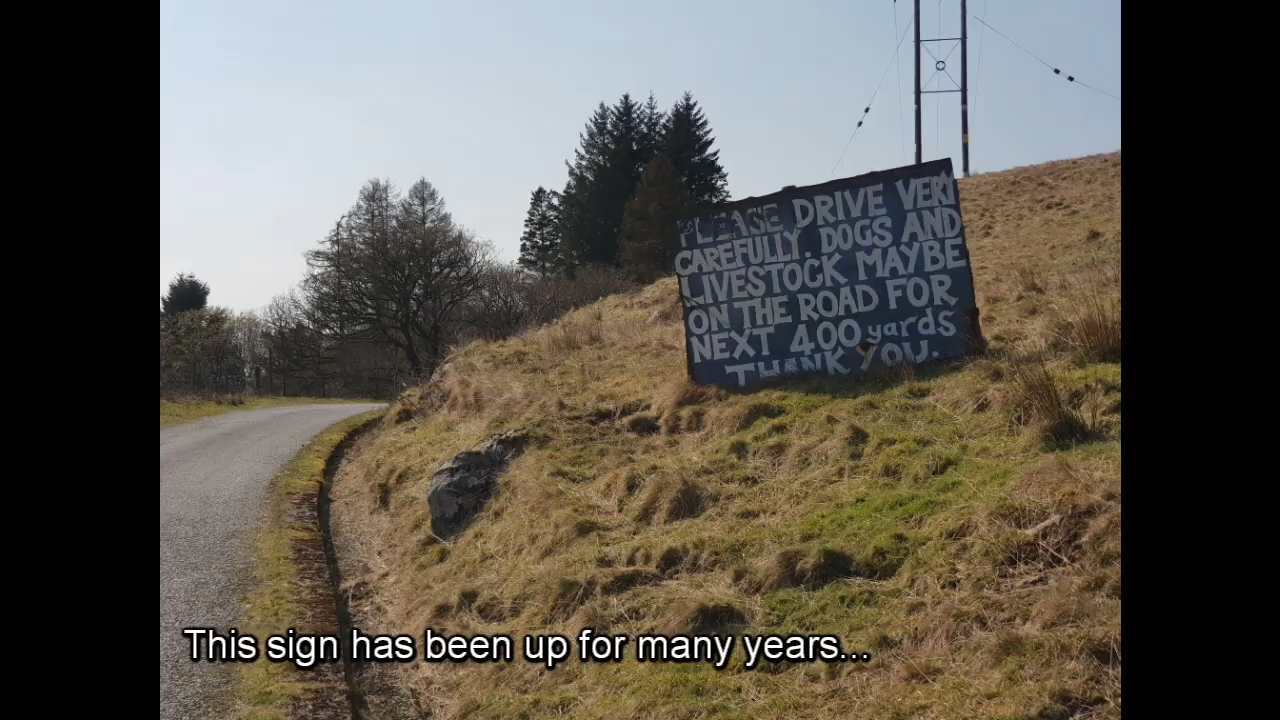 PLEASE DRIVE VERY
CAREFULLY. DOGS AND
LIVESTOCK MAYBE
ON THE ROAD FOR
NEXT 400 yards
THANK YOU.
This sign has been up for many years...